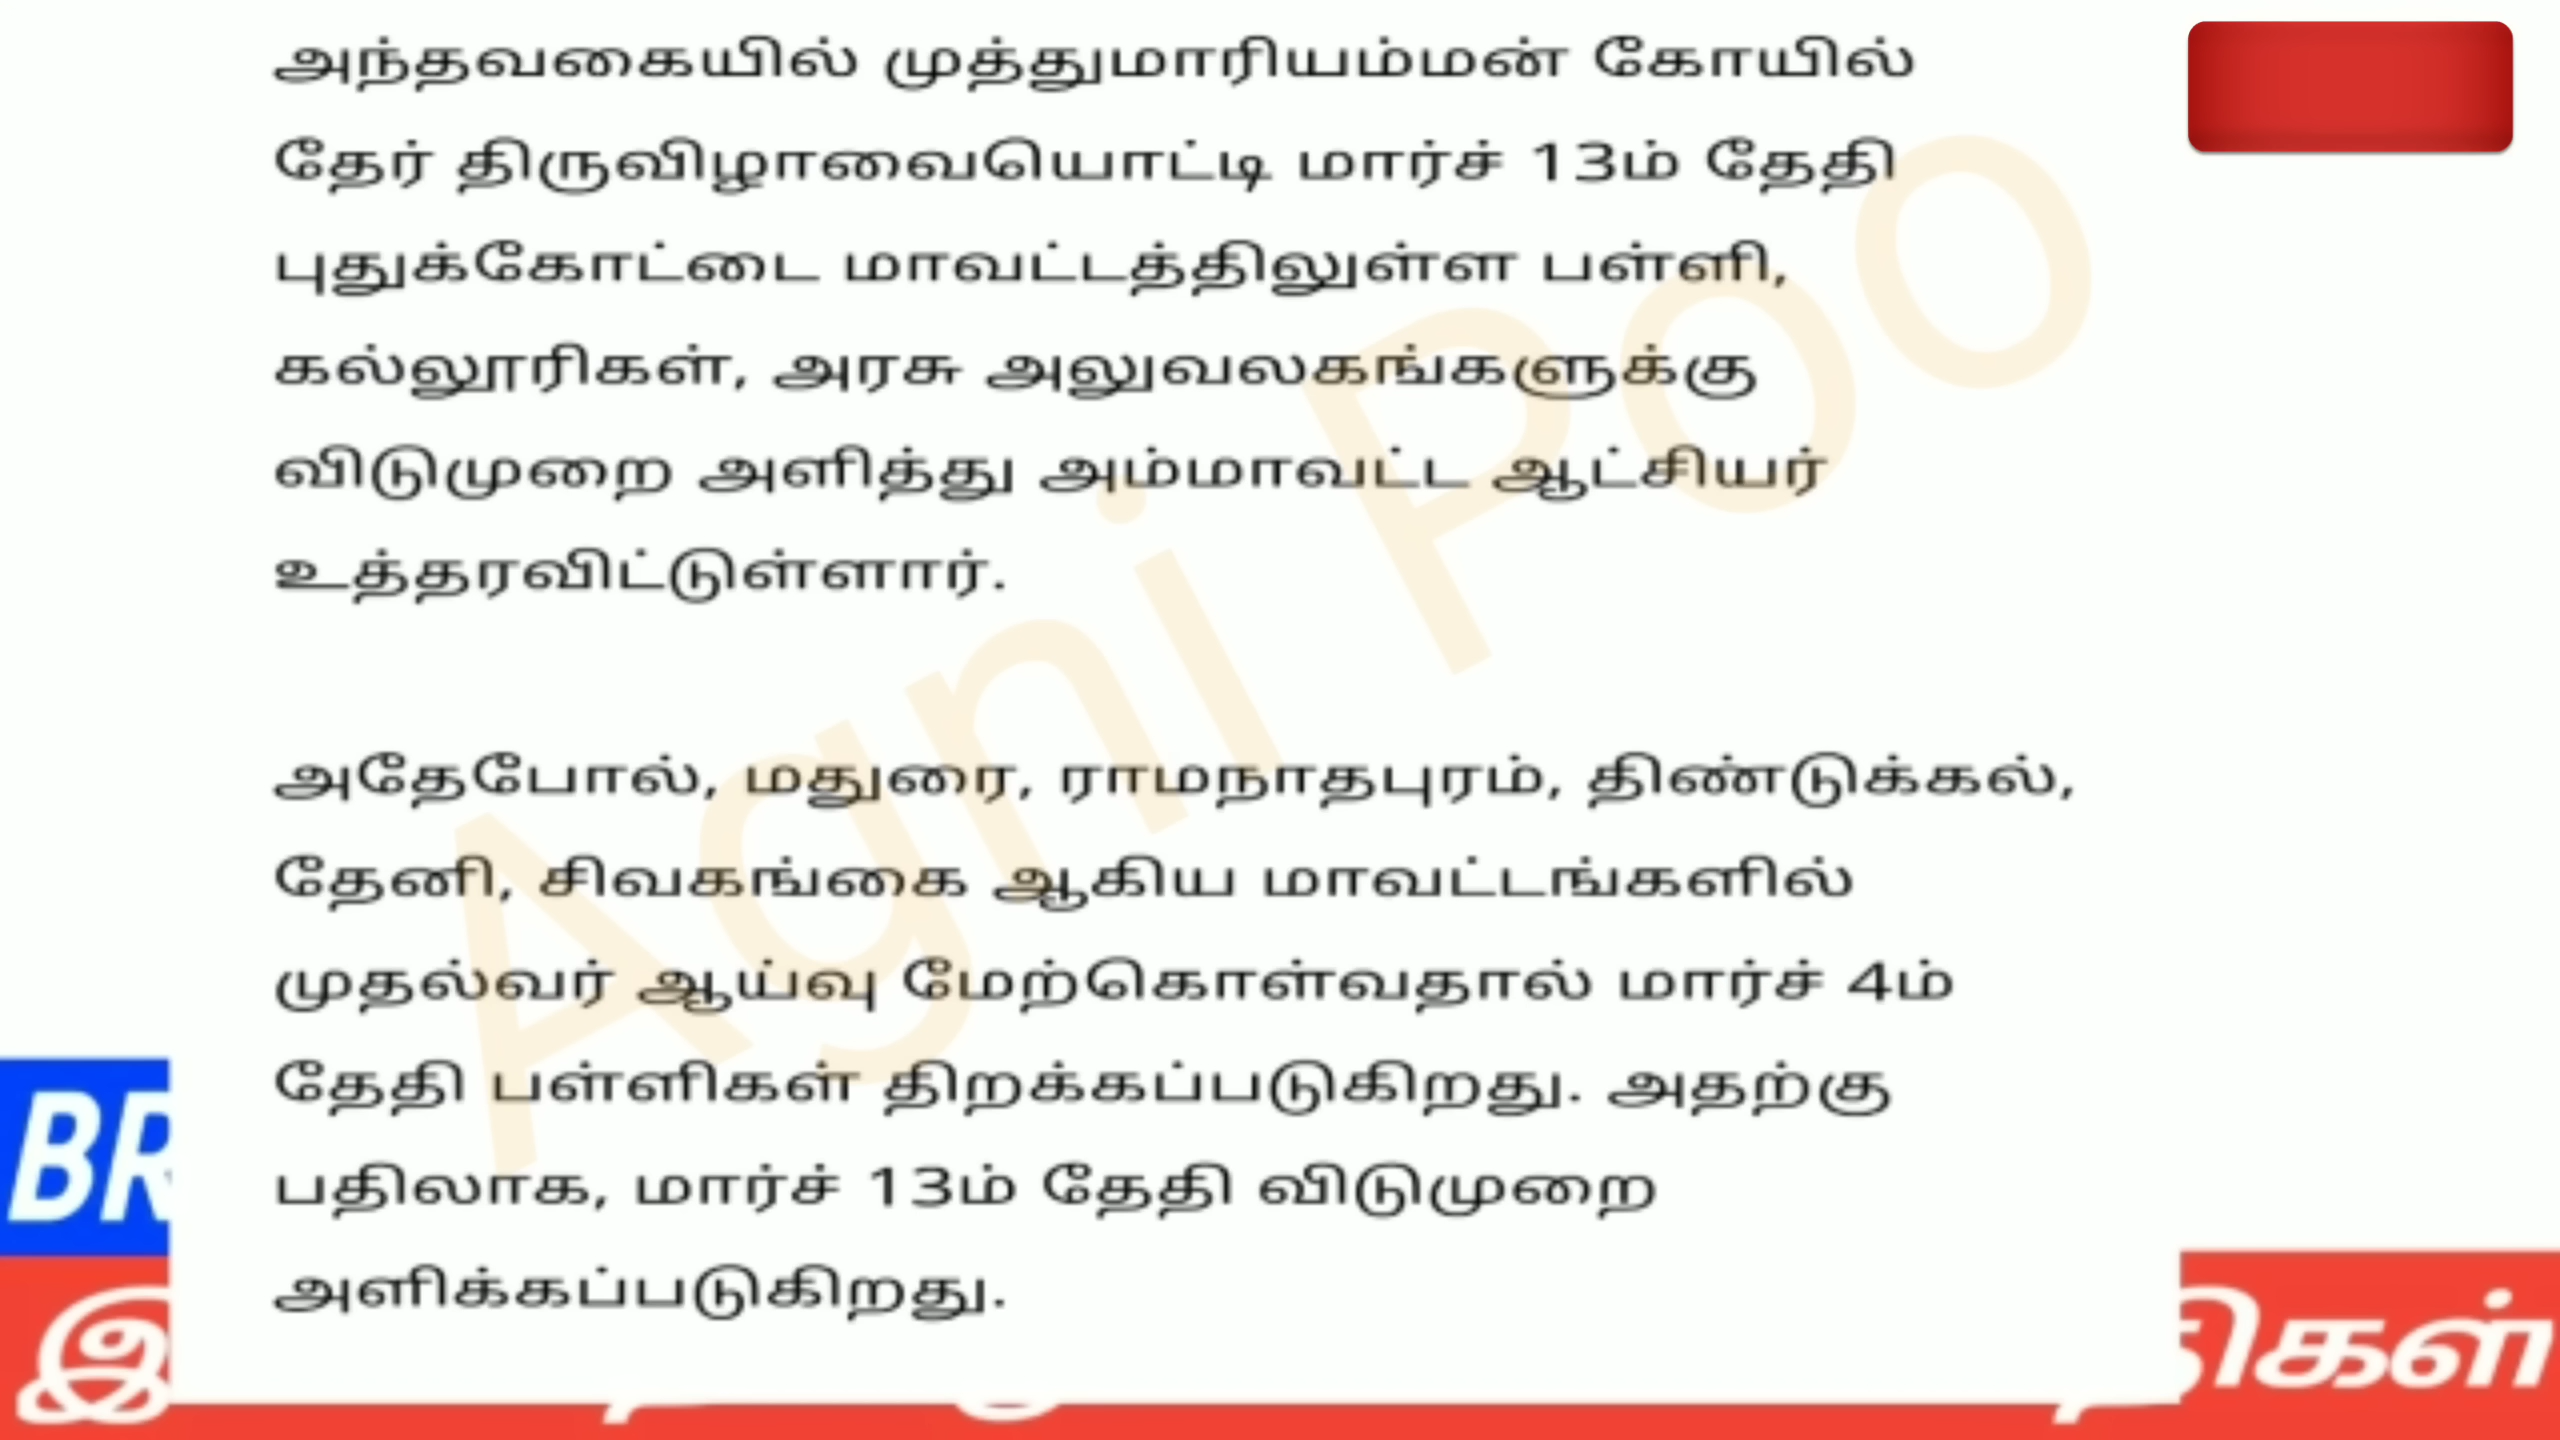 அந்தவகையில் முத்துமாரியம்மன் கோயில்
தேர் திருவிழாவையொட்டி மார்ச் 13ம் தேதி
புதுக்கோட்டை மாவட்டத்திலுள்ள பள்ளி,
கல்லூரிகள், அரசு அலுவலகங்களுக்கு
விடுமுறை அளித்து அம்மாவட்ட ஆட்சியர்
உத்தரவிட்டுள்ளார்.
அதேபோல், மதுரை, ராமநாதபுரம், திண்டுக்கல்,
தேனி, சிவகங்கை ஆகிய மாவட்டங்களில்
முதல்வர் ஆய்வு மேற்கொள்வதால் மார்ச் 4ம்
தேதி பள்ளிகள் திறக்கப்படுகிறது. அதற்கு
பதிலாக, மார்ச் 13ம் தேதி விடுமுறை
அளிக்கப்படுகிறது.
Agni Poo
BR